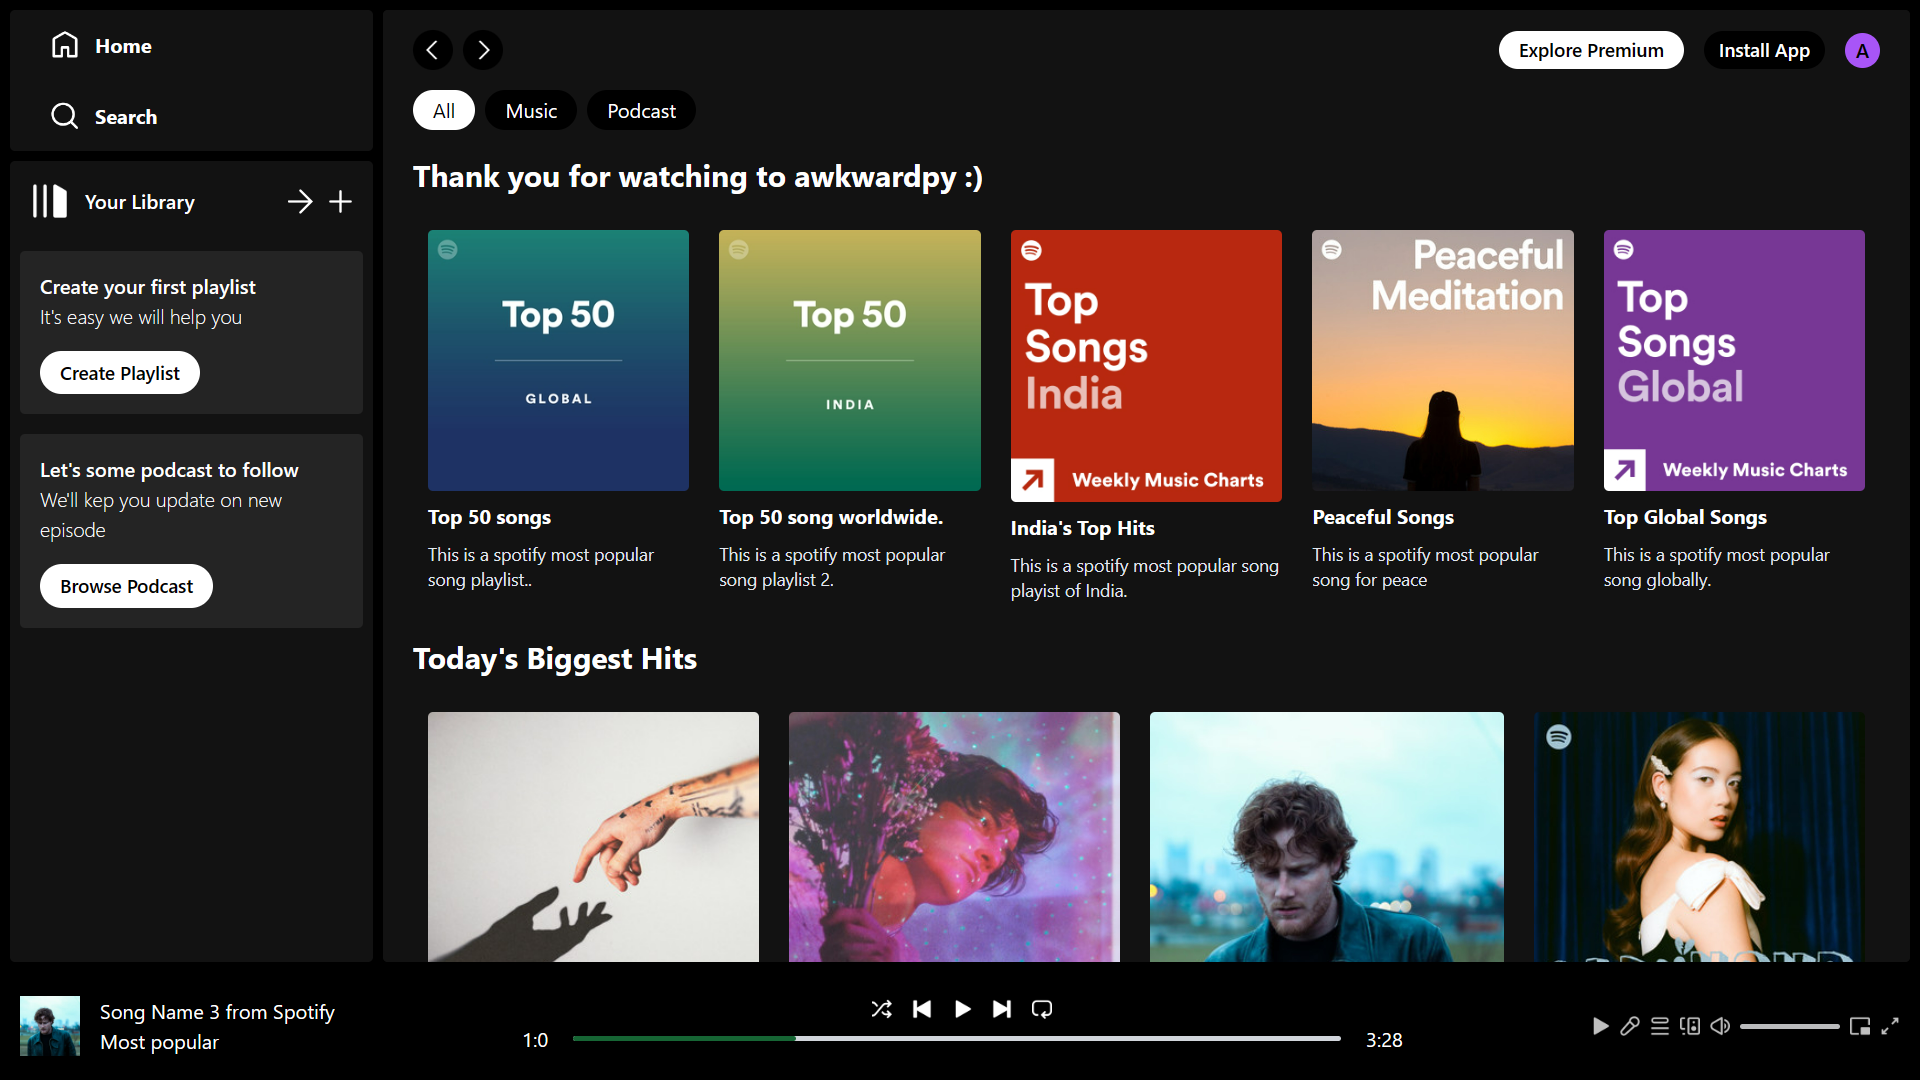 Home
Search
Your Library
Create your first playlist
It's easy we will help you
Create Playlist
Let's some podcast to follow
We'll kep you update on new
episode
Browse Podcast
Explore Premium
Install App
A
All
Music
Podcast
Thank you for watching to awkwardpy :)
Top 50
GLOBAL
Top 50 songs
This is a spotify most popular
song playlist..
Top 50
INDIA
Top 50 song worldwide.
This is a spotify most popular
song playlist 2.
Top
Songs
India
Weekly Music Charts
India's Top Hits
This is a spotify most popular song
playist of India.
Peaceful
Meditation
Peaceful Songs
This is a spotify most popular
song for peace
Top
Songs
Global
Weekly Music Charts
Top Global Songs
This is a spotify most popular
song globally.
Today's Biggest Hits
Song Name 3 from Spotify
Most popular
1:0
3:28